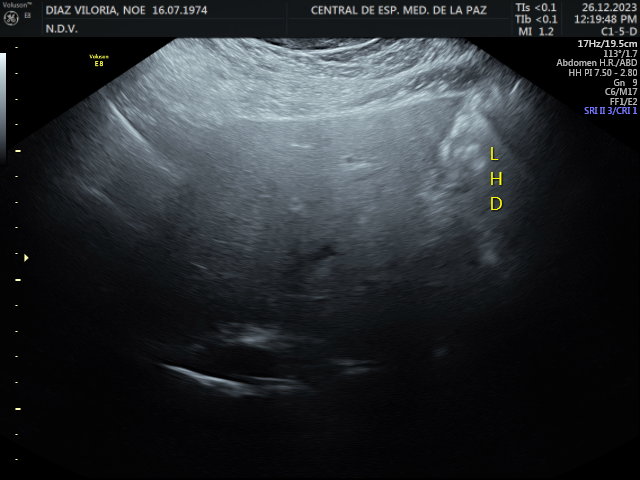 Voluson™
E8
DIAZ VILORIA, NOE 16.07.1974
N.D.V.
CENTRAL DE ESP. MED. DE LA PAZ
TIs <0.1
TIb <0.1
MI 1.2
26.12.2023
12:19:48 PM
C1-5-D
17Hz/19.5cm
113°/1.7
Abdomen H.R./ABD
HH PI 7.50 - 2.80
Gn 9
C6/M17
FF1/E2
SRI II 3/CRI 1
Voluson
E8
L
H
D